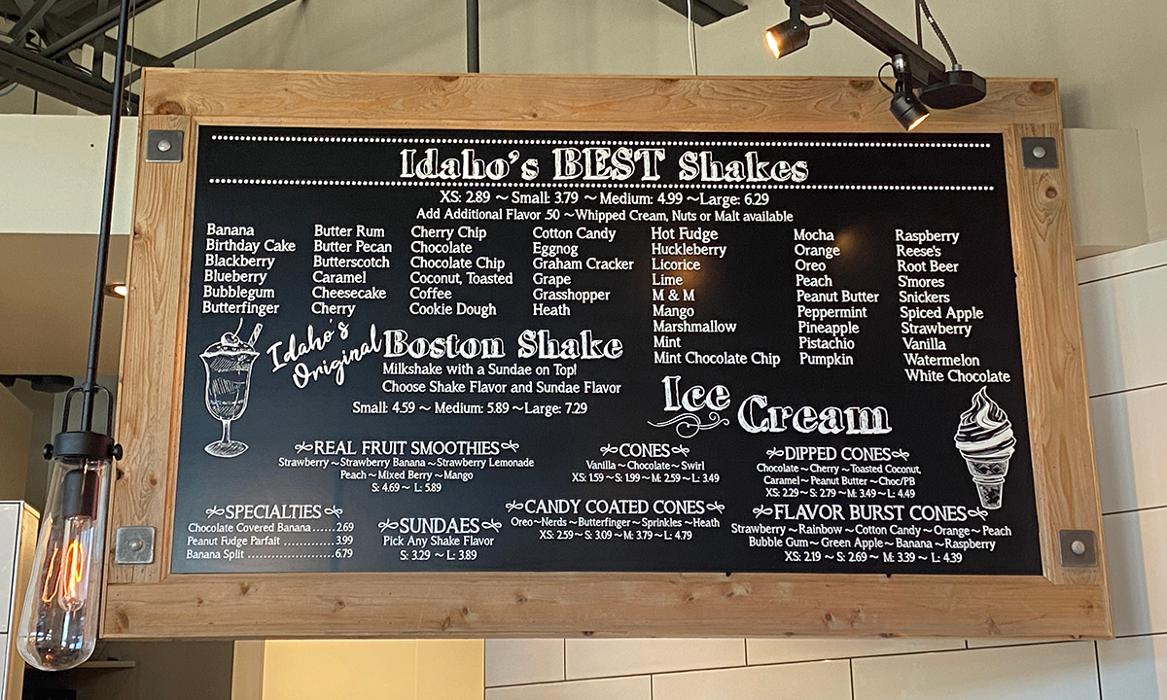 Idaho's BEST Shakes
XS: 2.89 ~ Small: 3.79 ~ Medium: 4.99 ~Large: 6.29
Add Additional Flavor .50 ~Whipped Cream, Nuts or Malt available
Banana
Birthday Cake
Blackberry
Blueberry
Bubblegum
Butterfinger
Butter Rum
Butter Pecan
Butterscotch
Caramel
Cheesecake
Cherry
Cherry Chip
Chocolate
Chocolate Chip
Coconut, Toasted
Coffee
Cookie Dough
Cotton Candy
Eggnog
Graham Cracker
Grape
Grasshopper
Heath
Hot Fudge
Huckleberry
Licorice
Lime
M & M
Mango
Marshmallow
Mint
Mint Chocolate Chip
Mocha
Orange
Oreo
Peach
Peanut Butter
Peppermint
Pineapple
Pistachio
Pumpkin
Raspberry
Reese's
Root Beer
S'mores
Snickers
Spiced Apple
Strawberry
Vanilla
Watermelon
White Chocolate
Idaho's
Original
Boston Shake
Milkshake with a Sundae on Top!
Choose Shake Flavor and Sundae Flavor
Small: 4.59 ~ Medium: 5.89 ~Large: 7.29
REAL FRUIT SMOOTHIES
Strawberry ~Strawberry Banana ~Strawberry Lemonade
Peach ~Mixed Berry ~Mango
S: 4.69 ~ L: 5.89
SPECIALTIES
Chocolate Covered Banana ......2.69
Peanut Fudge Parfait .............. 3.99
Banana Split ........................ 6.79
SUNDAES
Pick Any Shake Flavor
S: 3.29 ~ L: 3.89
Ice
Cream
CONES
Vanilla ~Chocolate ~Swirl
XS: 1.59 ~S: 1.99 ~ M: 2.59 ~L: 3.49
DIPPED CONES
Chocolate ~Cherry ~Toasted Coconut,
Caramel~ Peanut Butter ~Choc/PB
XS: 2.29 ~S: 2.79 ~M: 3.49 ~ L: 4.49
CANDY COATED CONES
Oreo~Nerds ~Butterfinger ~Sprinkles ~Heath
XS: 2.59~ S: 3.09 ~ M: 3.79 ~ L: 4.79
FLAVOR BURST CONES
Strawberry ~Rainbow ~Cotton Candy ~Orange~ Peach
Bubble Gum~ Green Apple~ Banana ~Raspberry
XS: 2.19 ~ S: 2.69 ~ M: 3.39 ~ L: 4.39